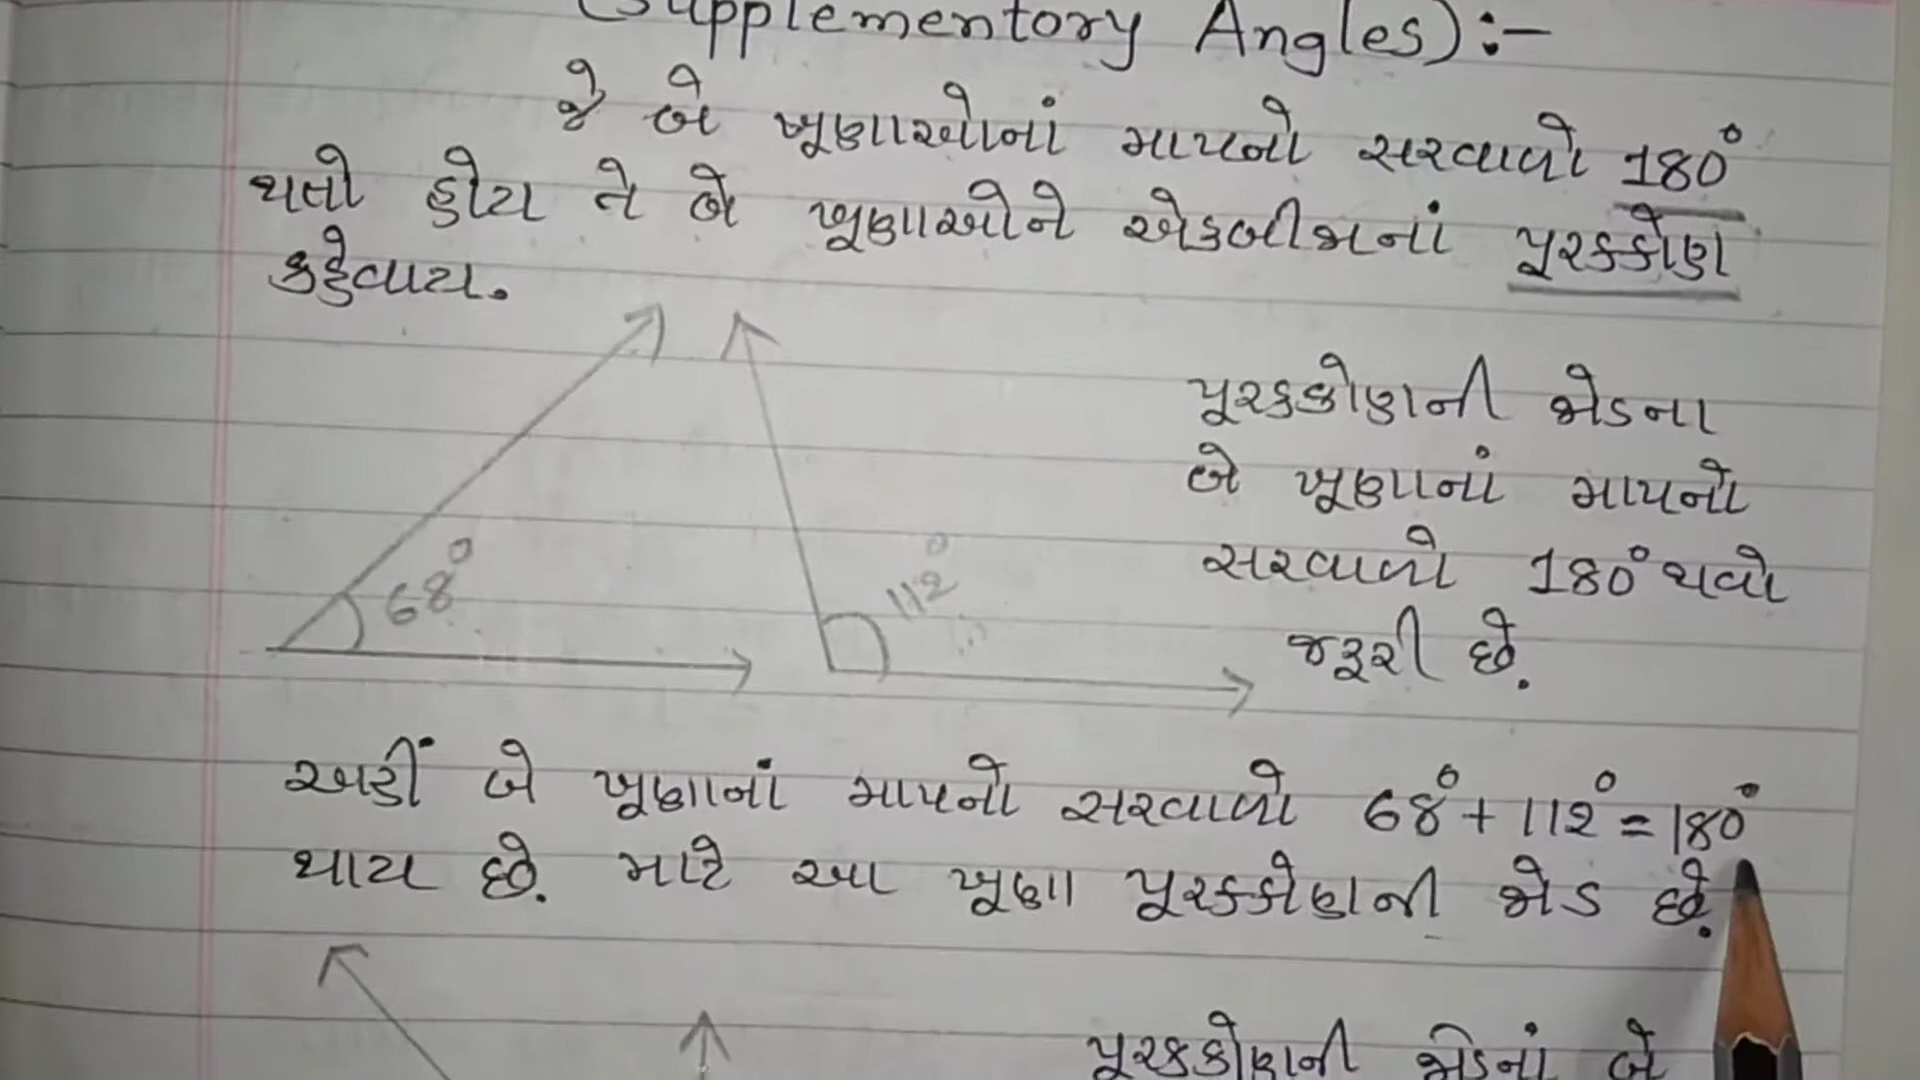 (Supplementory Angles):-
જે બે ખૂણાઓનાં માપનો સરવાળો 180°
થતો હોય તે બે ખૂણાઓને એકબીજાનાં પૂરકકોણ
કહેવાય.
પૂરકકોણની જોડના
બે ખૂણાનાં માપનો
સરવાળો 180° થવો
જરૂરી છે.
68°
112°
અહીં બે ખૂણાનાં માપનો સરવાળો 68° + 112° = 180°
થાય છે. માટે આ ખૂણા પૂરકકોણની જોડ છે.
પૂરકકોણની જોડનાં બે